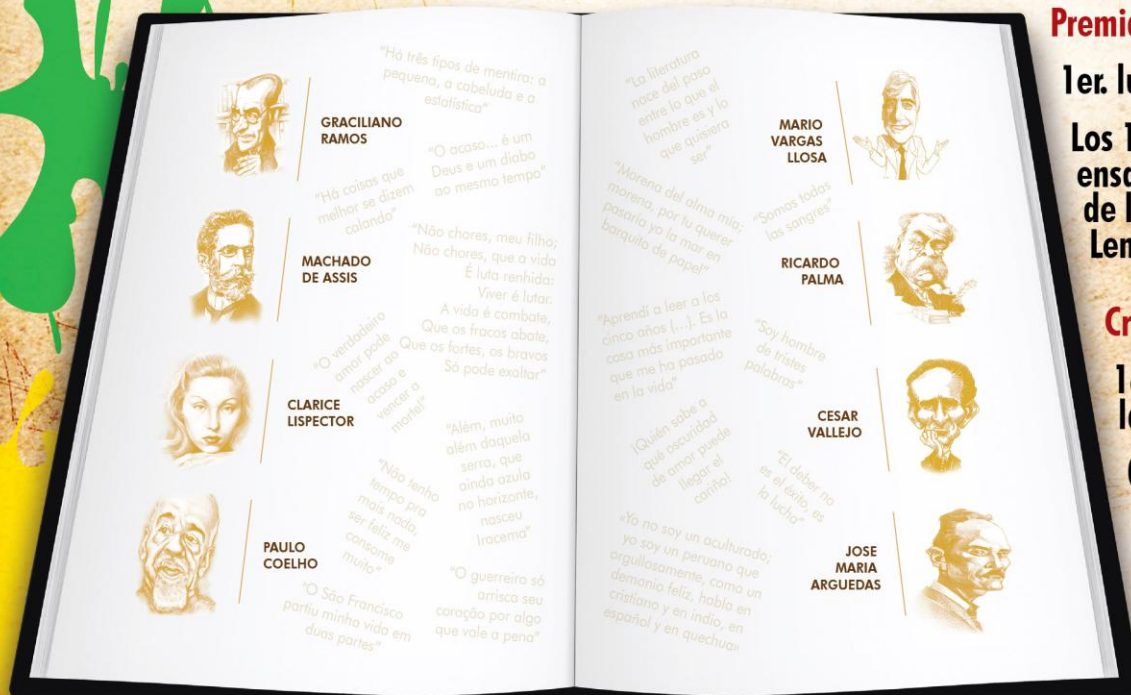 "Há três tipos de mentira: a
pequena, a cabeluda e a
estatística"
GRACILIANO
RAMOS
"O acaso... é um
Deus e um diabo
ao mesmo tempo"
"Há coisas que
melhor se dizem
calando"
MACHADO
DE ASSIS
"Não chores, meu filho;
Não chores, que a vida
É luta renhida:
Viver é lutar.
A vida é combate,
Que os fracos abate,
Que os fortes, os bravos
Só pode exaltar"
"O verdadeiro
amor pode
nascer ao
acaso e
vencer a
morte!"
CLARICE
LISPECTOR
"Além, muito
além daquela
serra, que
ainda azula
no horizonte,
nasceu
Iracema"
"Não tenho
tempo pra
mais nada,
ser feliz me
consome
muito"
PAULO
COELHO
"O São Francisco
partiu minha vida em
duas partes"
"O guerreiro só
arrisca seu
coração por algo
que vale a pena"
"La literatura
nace del paso
entre lo que el
hombre es y lo
que quisiera
ser"
MARIO
VARGAS
LLOSA
"Morena del alma mía;
morena, por tu querer
pasaría yo la mar en
barquito de papel"
"Somos todas
las sangres"
RICARDO
PALMA
"Aprendí a leer a los
cinco años (...). Es la
cosa más importante
que me ha pasado
en la vida"
"Soy hombre
de tristes
palabras"
CESAR
VALLEJO
¡Quién sabe a
qué oscuridad
de amor puede
llegar el
cariño!
"El deber no
es el éxito, es
la lucha"
«Yo no soy un aculturado;
yo soy un peruano que
orgullosamente, como un
demonio feliz, habla en
cristiano y en indio, en
español y en quechua»
JOSE
MARIA
ARGUEDAS
1er.
Los
de